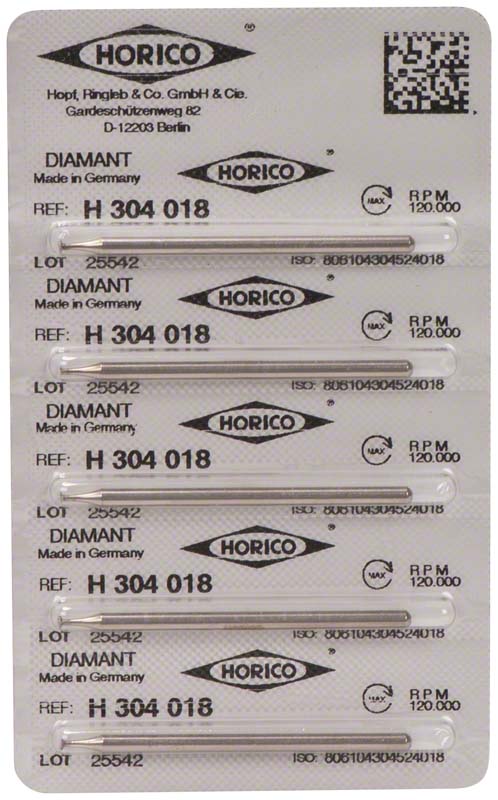 HORICO ®
Hopf, Ringleb & Co. GmbH & Cie.
Gardeschützenweg 82
D-12203 Berlin
DIAMANT HORICO ®
Made in Germany
REF: H 304 018 MAX RPM 120.000
LOT 25542 ISO: 806104304524018
DIAMANT HORICO ®
Made in Germany
REF: H 304 018 MAX RPM 120.000
LOT 25542 ISO: 806104304524018
DIAMANT HORICO ®
Made in Germany
REF: H 304 018 MAX RPM 120.000
LOT 25542 ISO: 806104304524018
DIAMANT HORICO ®
Made in Germany
REF: H 304 018 MAX RPM 120.000
LOT 25542 ISO: 806104304524018
DIAMANT HORICO ®
Made in Germany
REF: H 304 018 MAX RPM 120.000
LOT 25542 ISO: 806104304524018